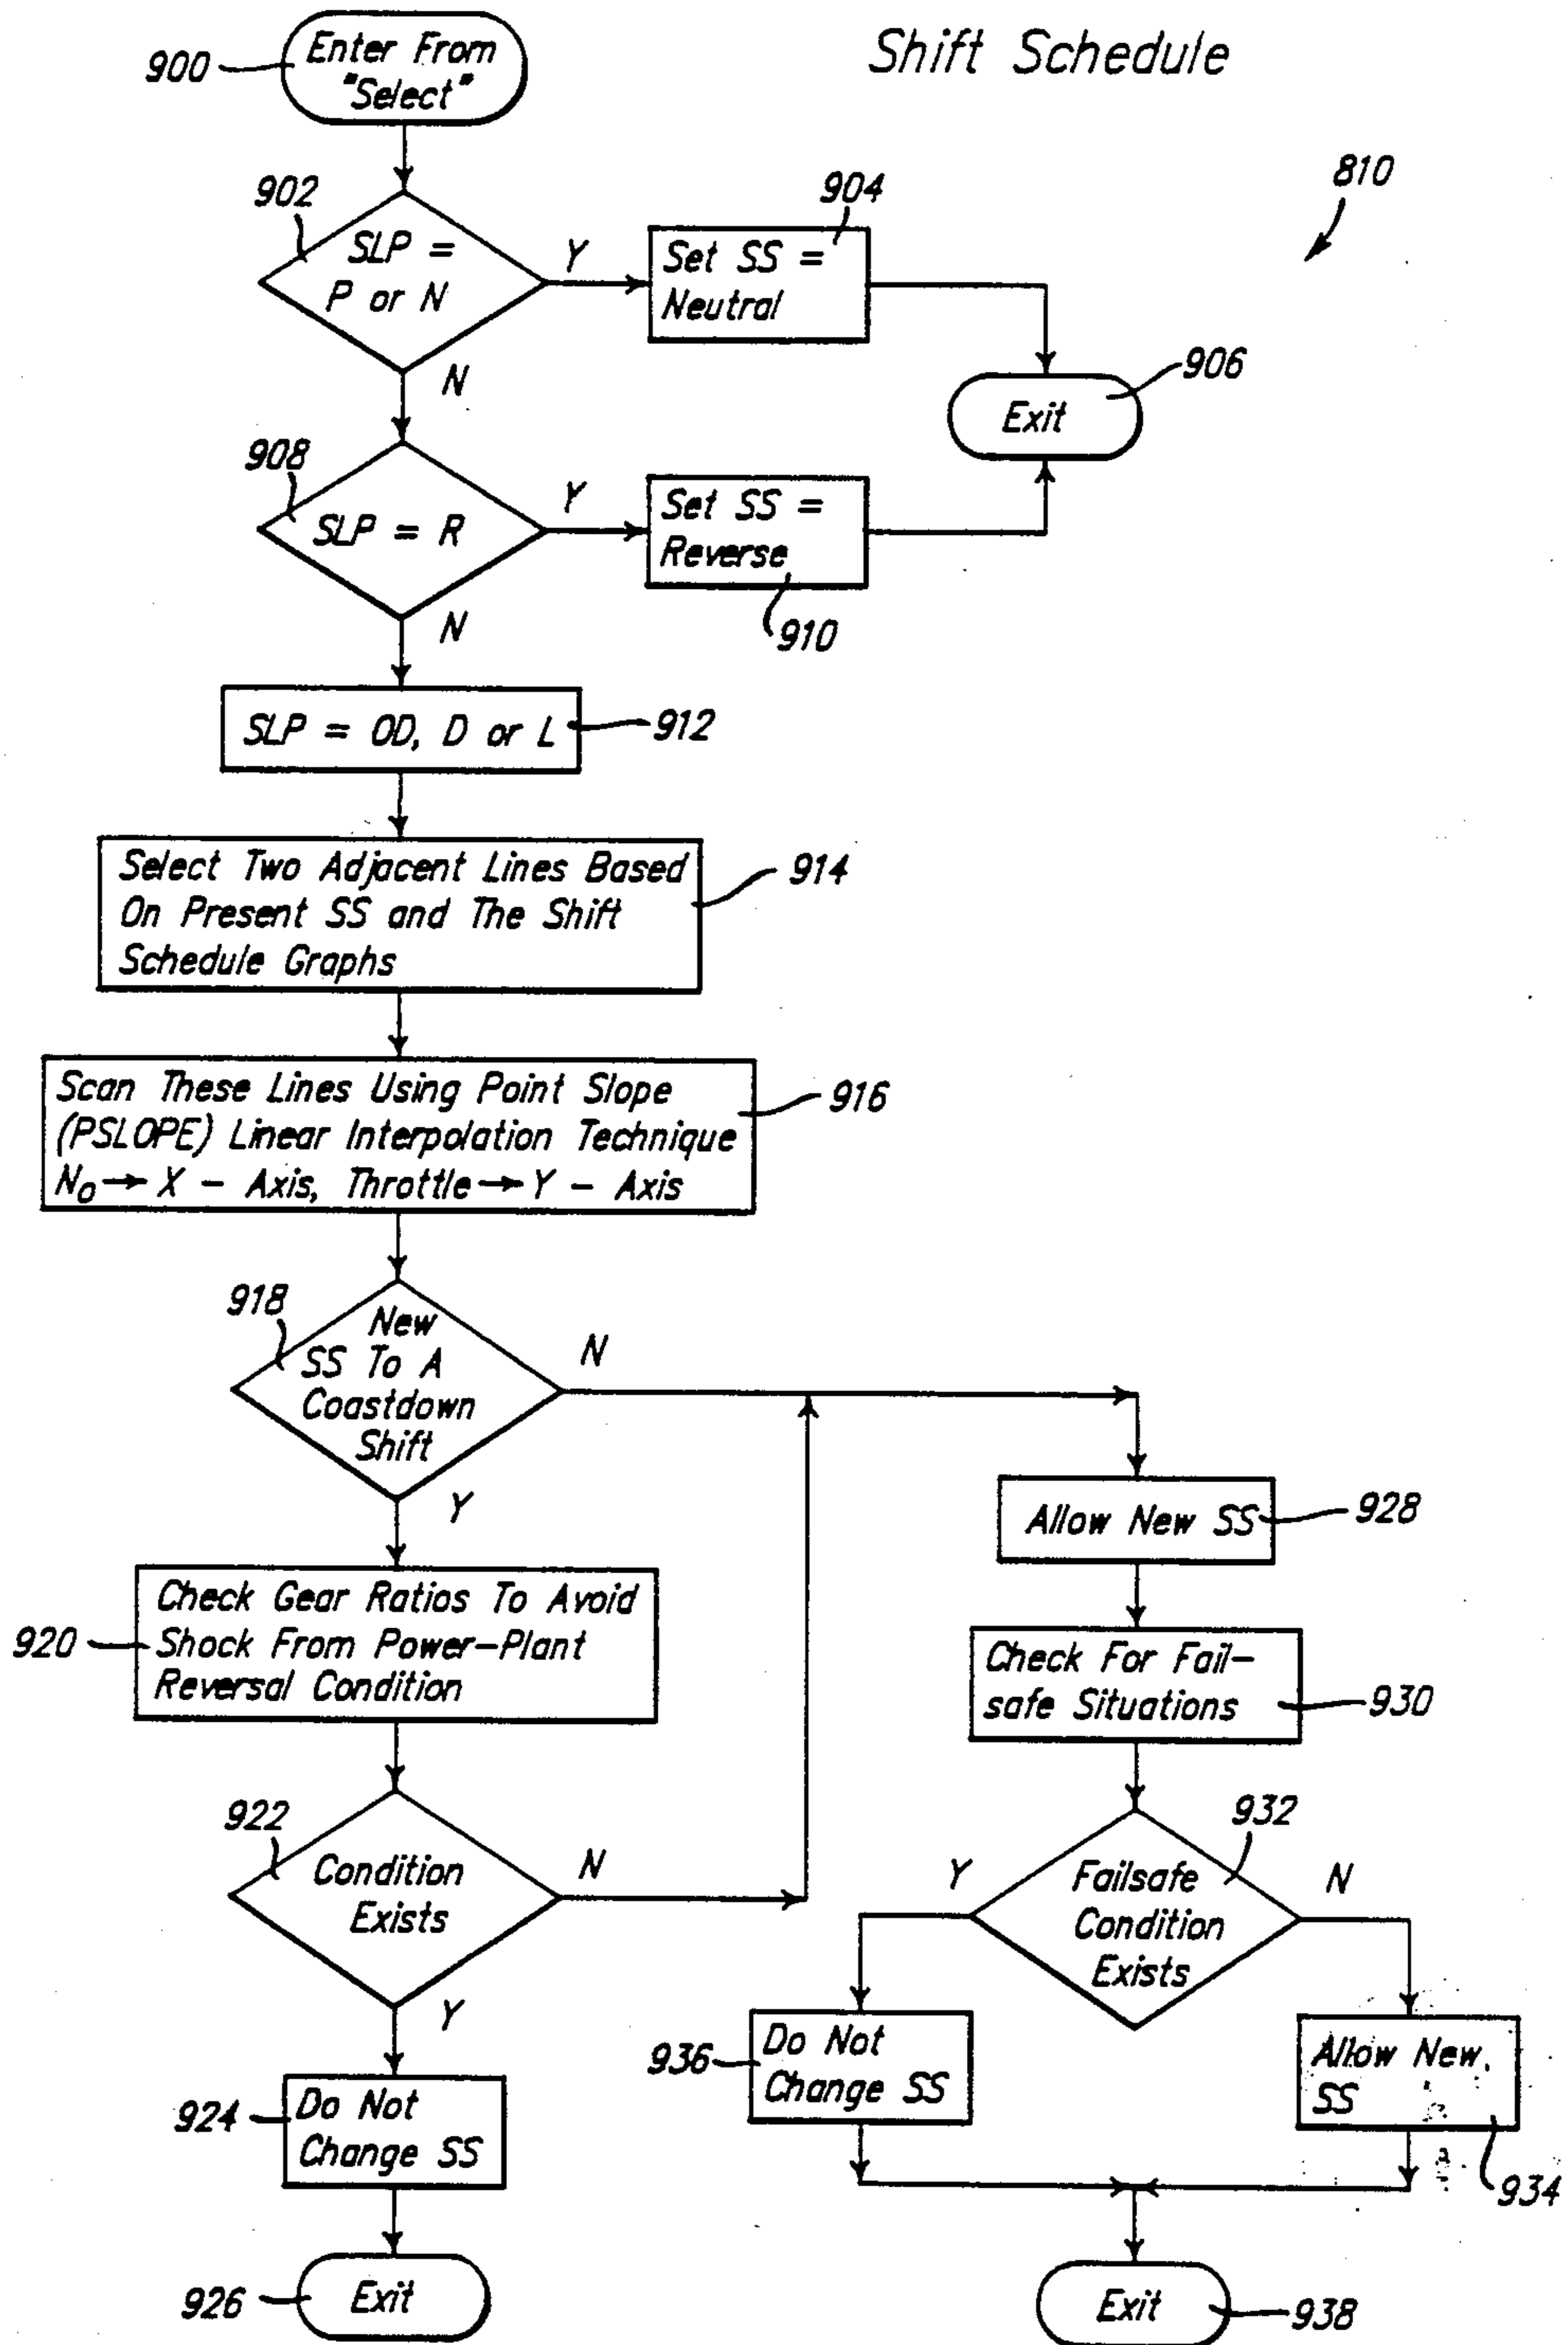 Shift Schedule
810
900
Enter From
"Select"
902
SLP =
P or N
Y
N
904
Set SS =
Neutral
906
Exit
908
SLP = R
Y
N
Set SS =
Reverse
910
SLP = OD, D or L
912
Select Two Adjacent Lines Based
On Present SS and The Shift
Schedule Graphs
914
Scan These Lines Using Point Slope
(PSLOPE) Linear Interpolation Technique
No → X - Axis, Throttle → Y - Axis
916
918
New
SS To A
Coastdown
Shift
N
Y
920
Check Gear Ratios To Avoid
Shock From Power-Plant
Reversal Condition
922
Condition
Exists
N
Y
924
Do Not
Change SS
926
Exit
Allow New SS
928
Check For Fail-
safe Situations
930
932
Failsafe
Condition
Exists
Y
N
936
Do Not
Change SS
Allow New
SS
934
Exit
938